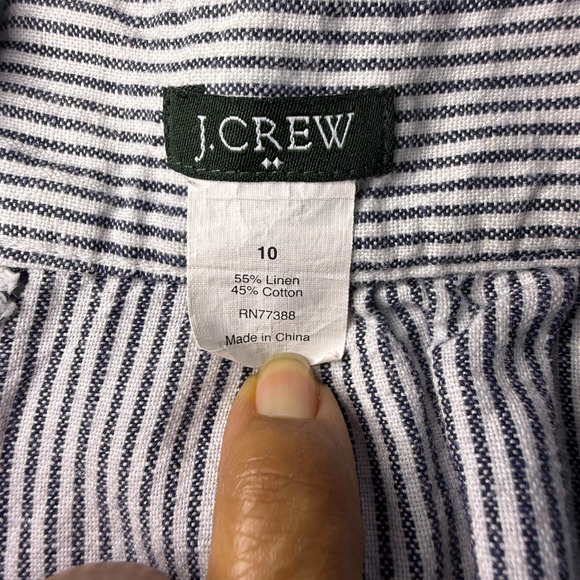 J.CREW
10
55% Linen
45% Cotton
RN77388
Made in China